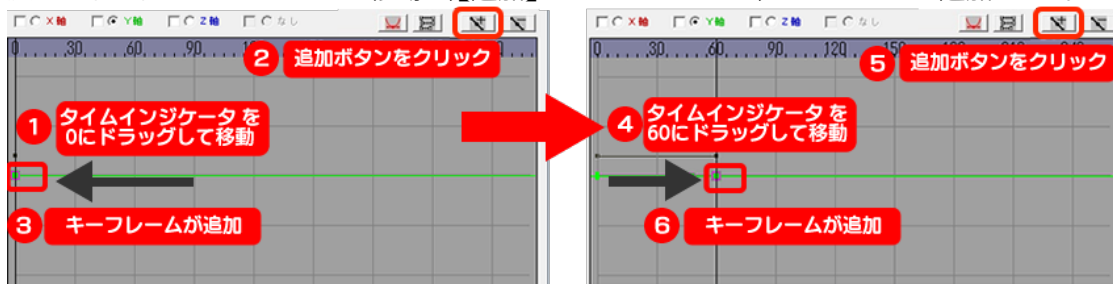 X軸 Y軸 Z軸 なし
0 30 60 90
2 追加ボタンをクリック
1 タイムインジケータ を
0にドラッグして移動
3 キーフレームが追加
X軸 Y軸 Z軸 なし
0 30 60 90 120 150
5 追加ボタンをクリック
4 タイムインジケータ を
60にドラッグして移動
6 キーフレームが追加